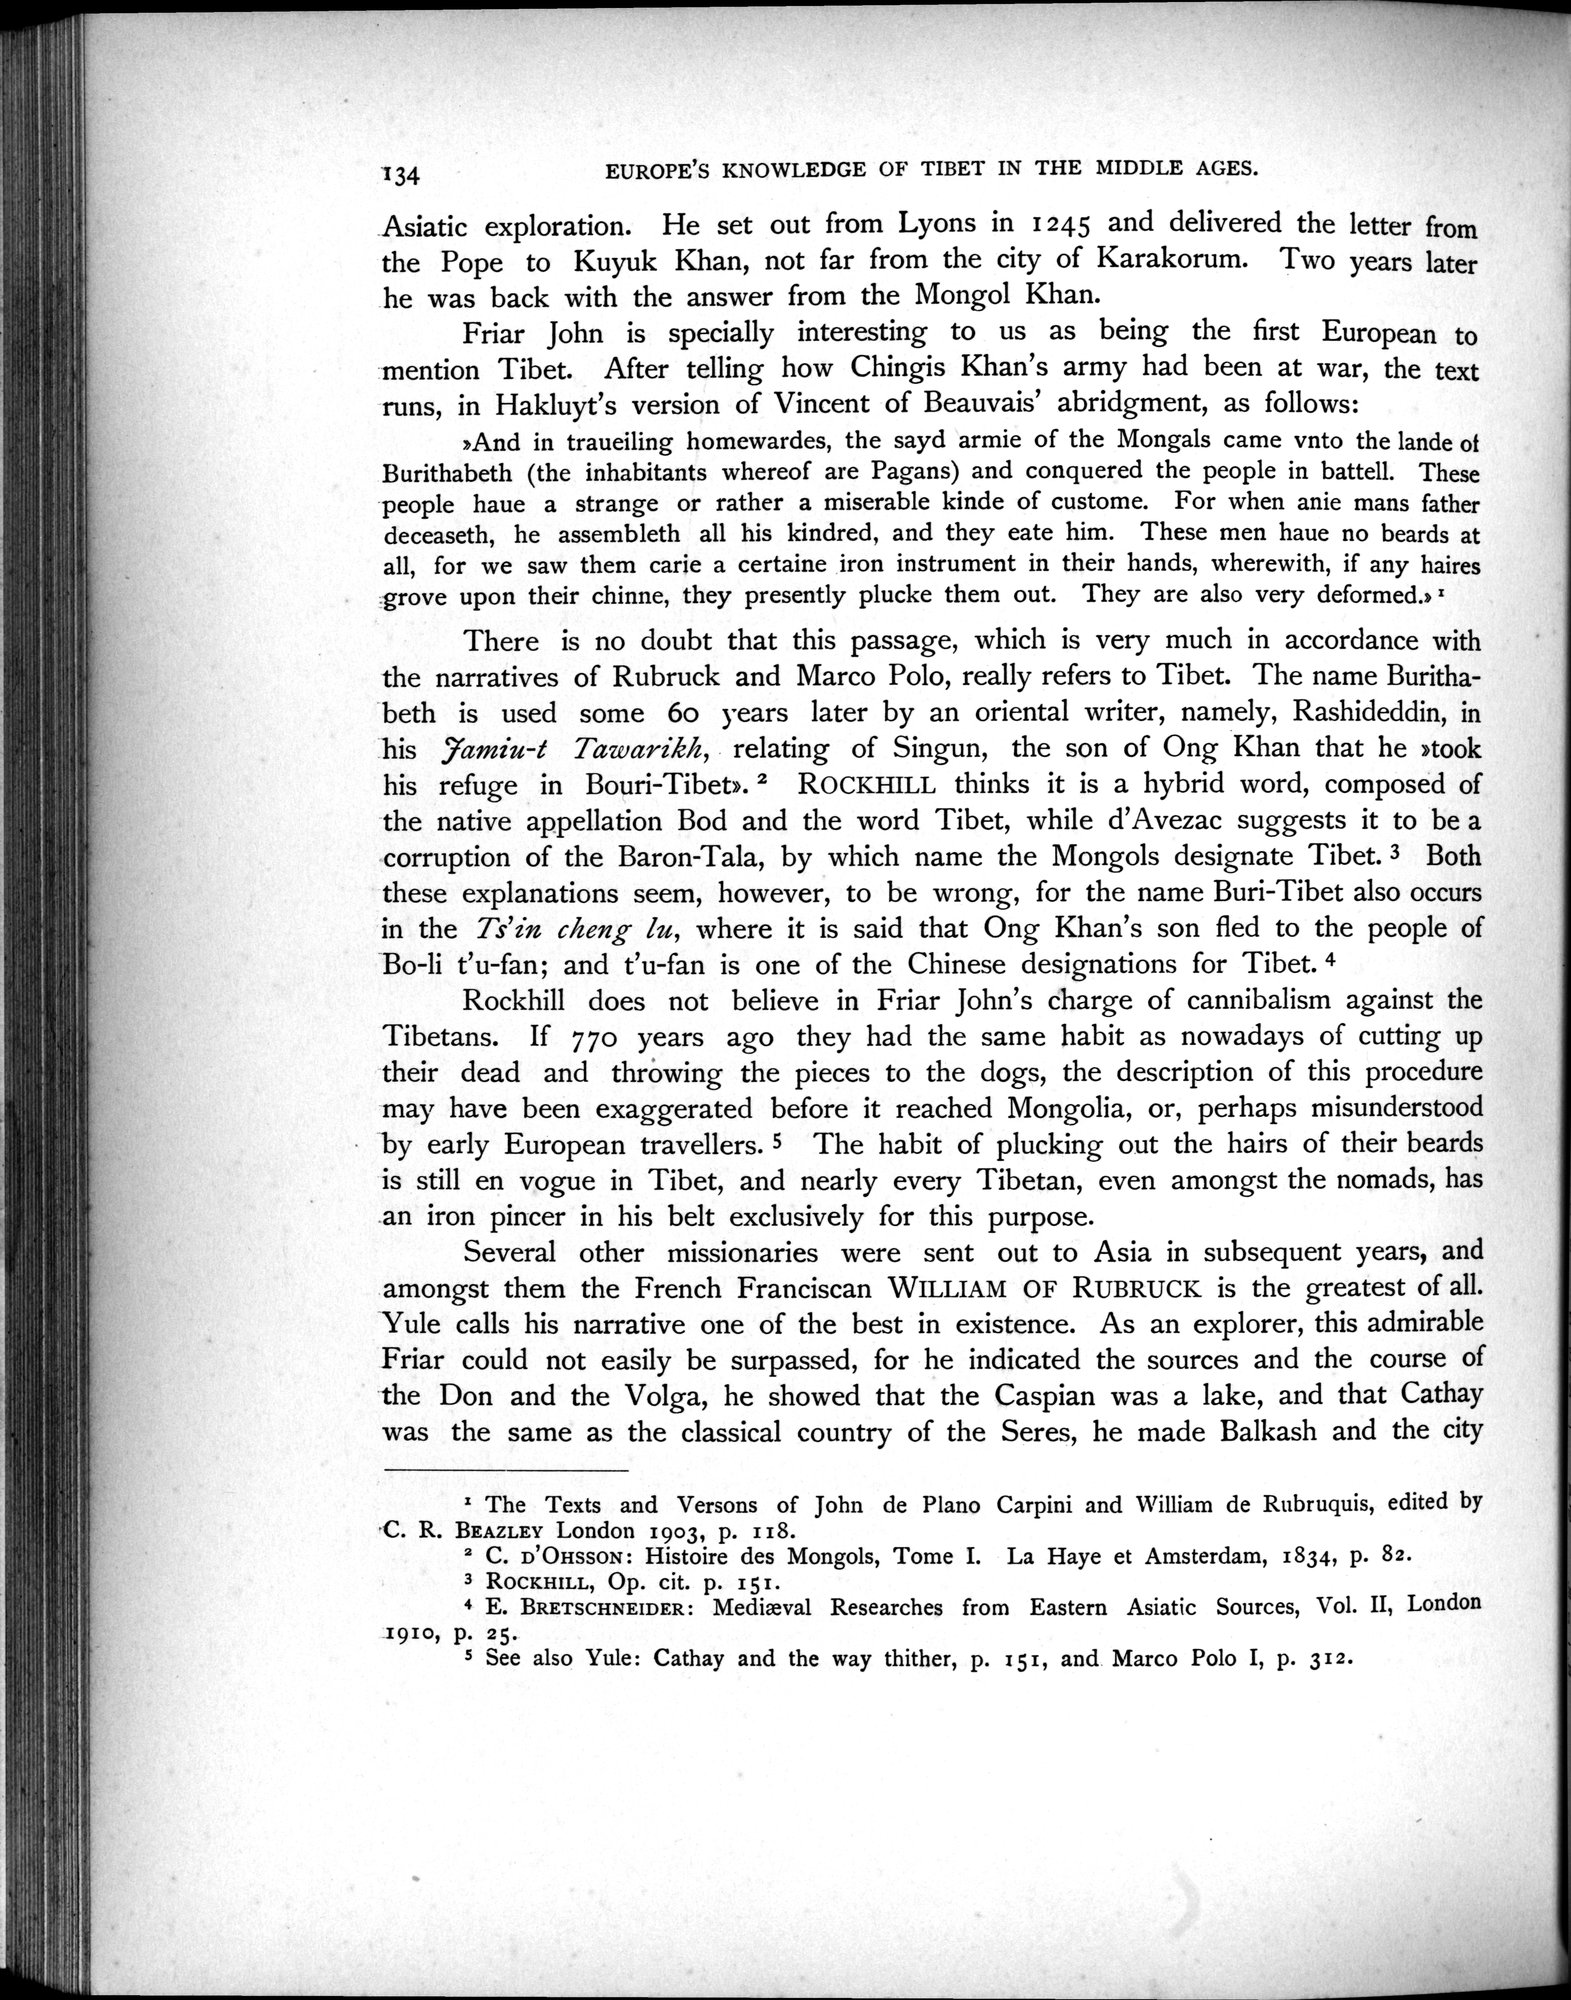 134 EUROPE'S KNOWLEDGE OF TIBET IN THE MIDDLE AGES.
Asiatic exploration. He set out from Lyons in 1245 and delivered the letter from
the Pope to Kuyuk Khan, not far from the city of Karakorum. Two years later
he was back with the answer from the Mongol Khan.
Friar John is specially interesting to us as being the first European to
mention Tibet. After telling how Chingis Khan's army had been at war, the text
runs, in Hakluyt's version of Vincent of Beauvais' abridgment, as follows:
»And in traueiling homewardes, the sayd armie of the Mongals came vnto the lande of
Burithabeth (the inhabitants whereof are Pagans) and conquered the people in battell. These
people haue a strange or rather a miserable kinde of custome. For when anie mans father
deceaseth, he assembleth all his kindred, and they eate him. These men haue no beards at
all, for we saw them carie a certaine iron instrument in their hands, wherewith, if any haires
grove upon their chinne, they presently plucke them out. They are also very deformed.» 1
There is no doubt that this passage, which is very much in accordance with
the narratives of Rubruck and Marco Polo, really refers to Tibet. The name Buritha-
beth is used some 60 years later by an oriental writer, namely, Rashideddin, in
his Jamiu-t Tawarikh, relating of Singun, the son of Ong Khan that he »took
his refuge in Bouri-Tibet». 2 ROCKHILL thinks it is a hybrid word, composed of
the native appellation Bod and the word Tibet, while d'Avezac suggests it to be a
corruption of the Baron-Tala, by which name the Mongols designate Tibet. 3 Both
these explanations seem, however, to be wrong, for the name Buri-Tibet also occurs
in the Ts'in cheng lu, where it is said that Ong Khan's son fled to the people of
Bo-li t'u-fan; and t'u-fan is one of the Chinese designations for Tibet. 4
Rockhill does not believe in Friar John's charge of cannibalism against the
Tibetans. If 770 years ago they had the same habit as nowadays of cutting up
their dead and throwing the pieces to the dogs, the description of this procedure
may have been exaggerated before it reached Mongolia, or, perhaps misunderstood
by early European travellers. 5 The habit of plucking out the hairs of their beards
is still en vogue in Tibet, and nearly every Tibetan, even amongst the nomads, has
an iron pincer in his belt exclusively for this purpose.
Several other missionaries were sent out to Asia in subsequent years, and
amongst them the French Franciscan WILLIAM OF RUBRUCK is the greatest of all.
Yule calls his narrative one of the best in existence. As an explorer, this admirable
Friar could not easily be surpassed, for he indicated the sources and the course of
the Don and the Volga, he showed that the Caspian was a lake, and that Cathay
was the same as the classical country of the Seres, he made Balkash and the city
1 The Texts and Versons of John de Plano Carpini and William de Rubruquis, edited by
C. R. BEAZLEY London 1903, p. 118.
2 C. D'OHSSON: Histoire des Mongols, Tome I. La Haye et Amsterdam, 1834, p. 82.
3 ROCKHILL, Op. cit. p. 151.
4 E. BRETSCHNEIDER: Mediæval Researches from Eastern Asiatic Sources, Vol. II, London
1910, p. 25.
5 See also Yule: Cathay and the way thither, p. 151, and Marco Polo I, p. 312.